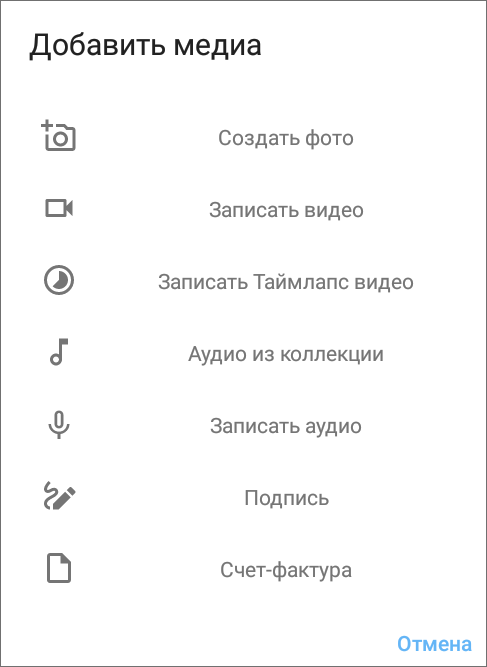 Добавить медиа
Создать фото
Записать видео
Записать Таймлапс видео
Аудио из коллекции
Записать аудио
Подпись
Счет-фактура
Отмена